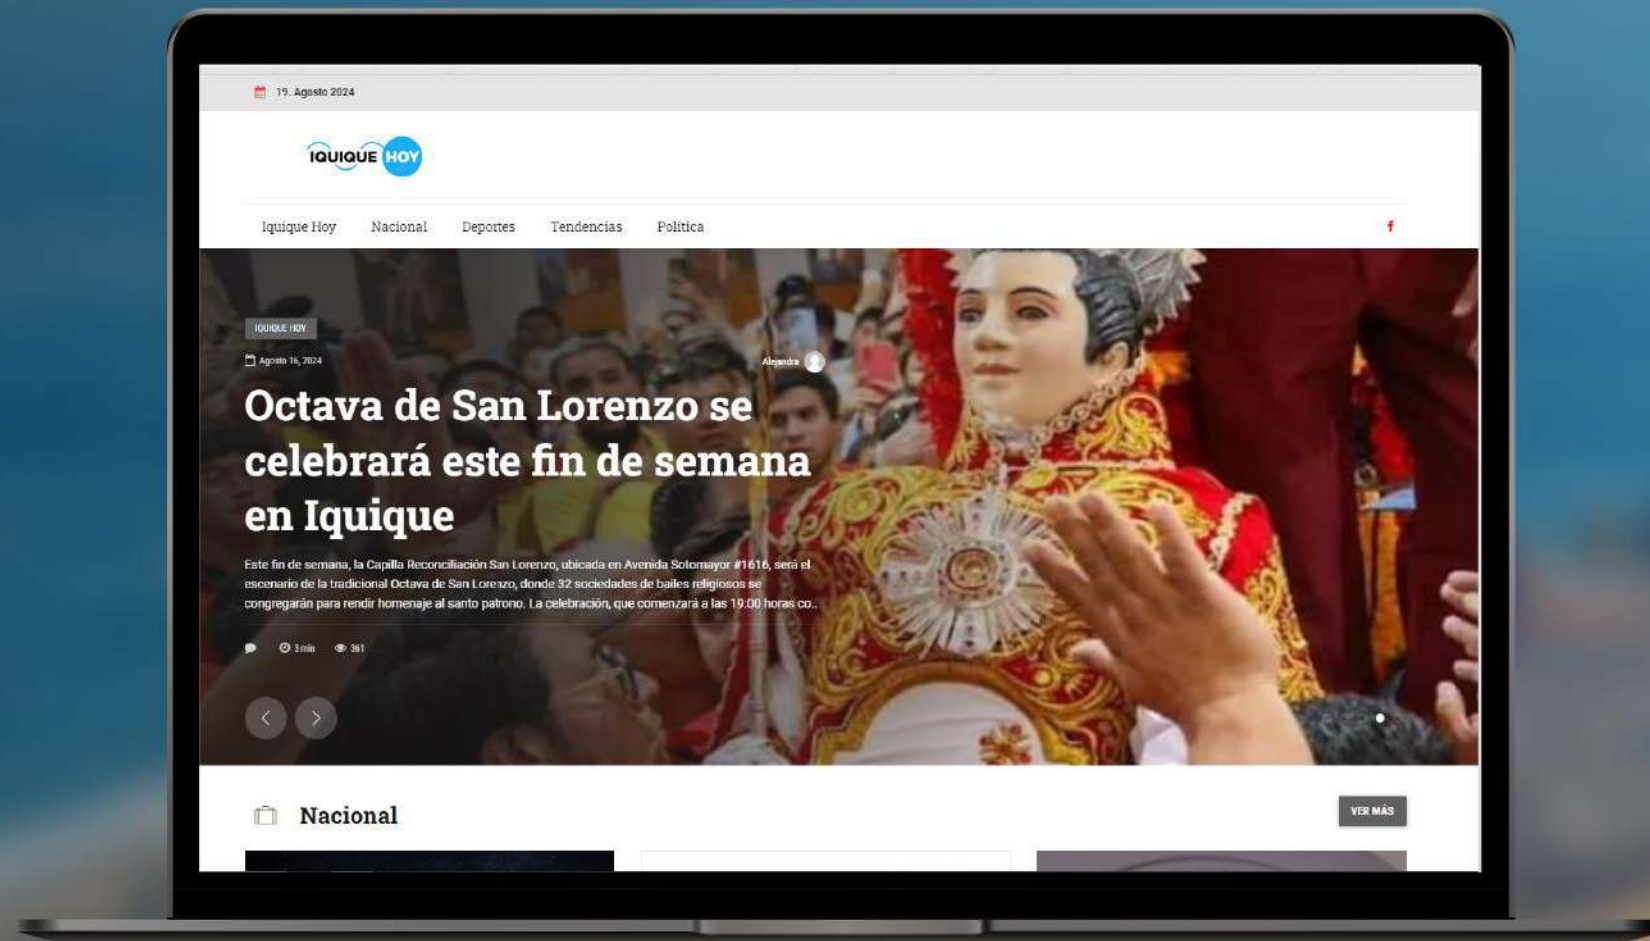 19. Agosto 2024
IQUIQUE HOY
Iquique Hoy Nacional Deportes Tendencias Política
f
IQUIQUE HOY
Agosto 16, 2024
Alejandra
Octava de San Lorenzo se
celebrará este fin de semana
en Iquique
Este fin de semana, la Capilla Reconciliación San Lorenzo, ubicada en Avenida Sotomayor #1616, será el
escenario de la tradicional Octava de San Lorenzo, donde 32 sociedades de bailes religiosos se
congregarán para rendir homenaje al santo patrono. La celebración, que comenzará a las 19:00 horas co...
3 min 361
Nacional
VER MÁS